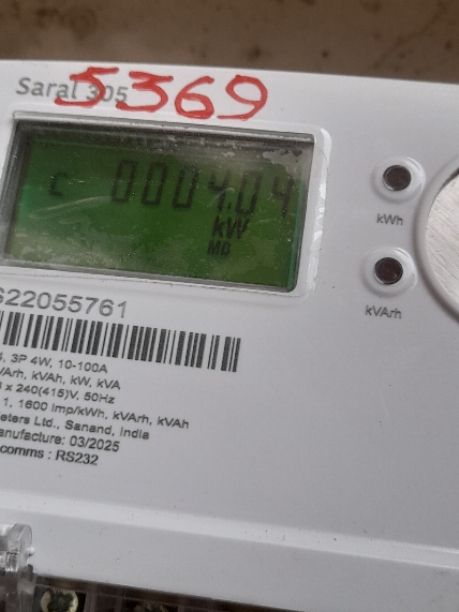 Saral 305
5369
c 0004.04
kW
MD
kWh
kVArh
S22055761
3P 4W, 10-100A
VArh, kVAh, kW, kVA
x 240(415)V, 50Hz
1, 1600 imp/kWh, kVArh, kVAh
eters Ltd., Sanand, India
anufacture: 03/2025
comms : RS232